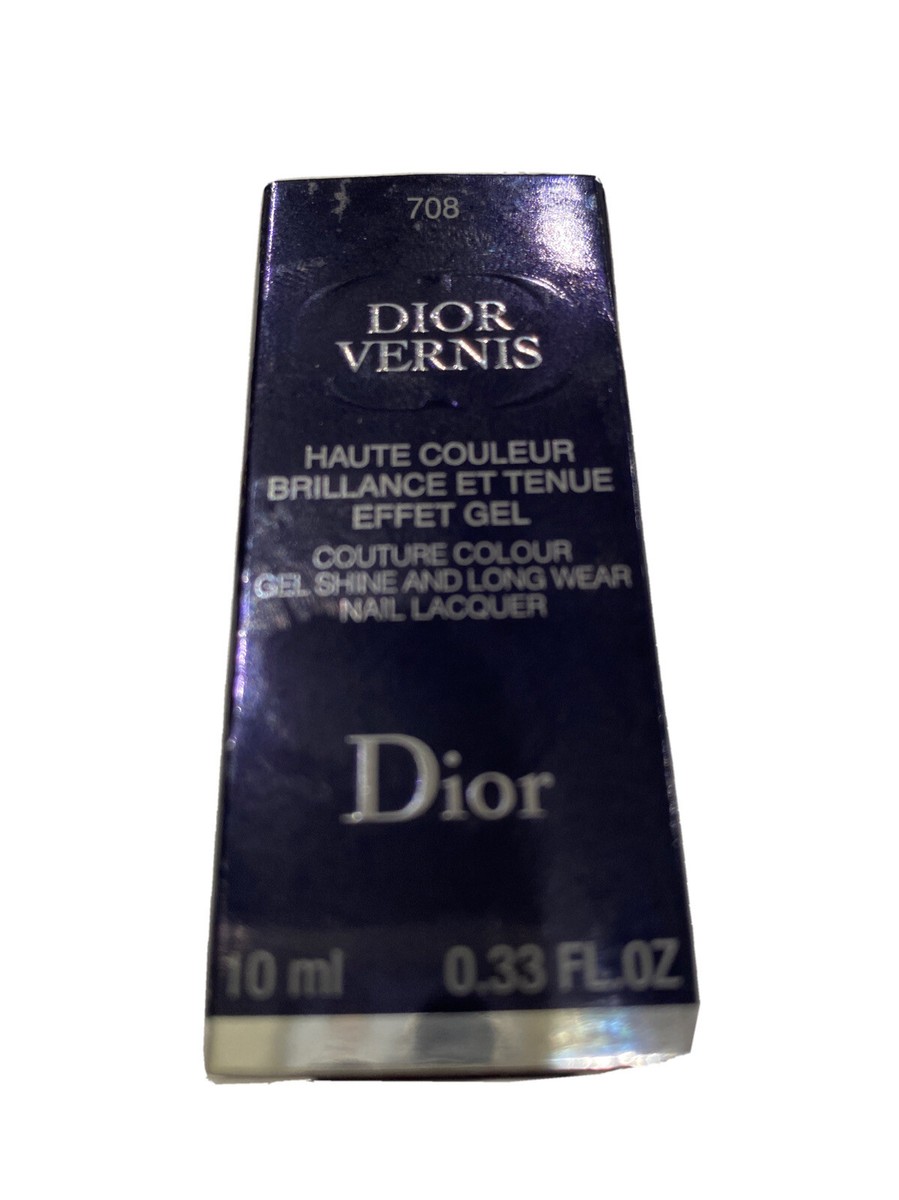 708
DIOR
VERNIS
HAUTE COULEUR
BRILLANCE ET TENUE
EFFET GEL
COUTURE COLOUR
GEL SHINE AND LONG WEAR
NAIL LACQUER
Dior
10 ml 0.33 FL.OZ